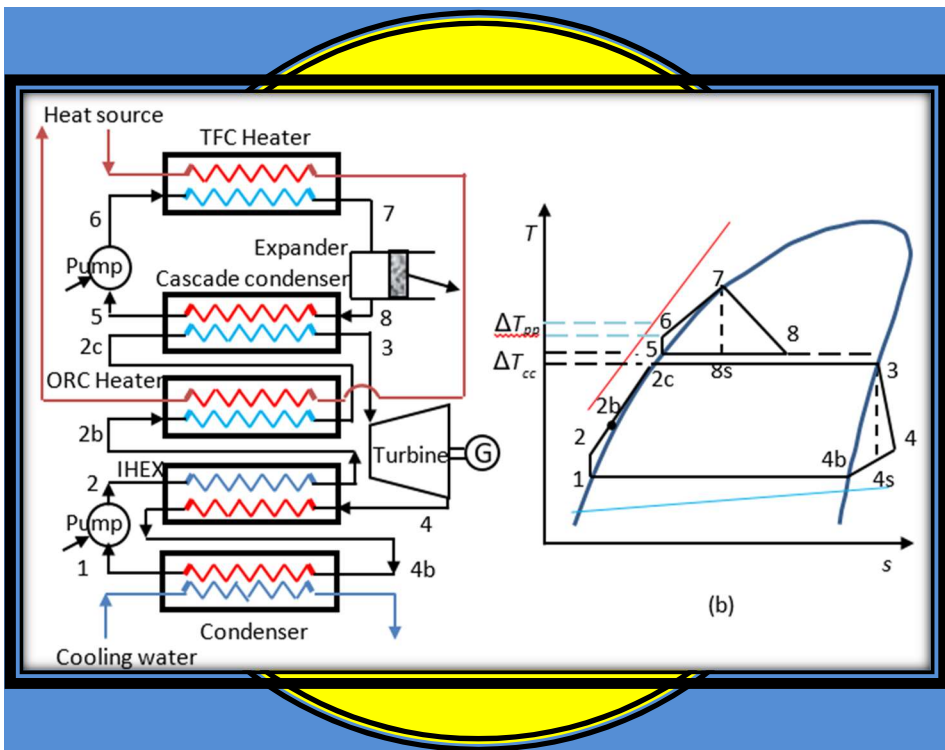 Heat source
TFC Heater
6
7
Pump
Expander
Cascade condenser
5
8
2c
3
ORC Heater
2b
Turbine
G
IHEX
2
4
Pump
1
4b
Condenser
Cooling water
T
7
ΔTpp
6
5
8
ΔTcc
2c
8s
3
2b
2
4
4b
1
4s
s
(b)